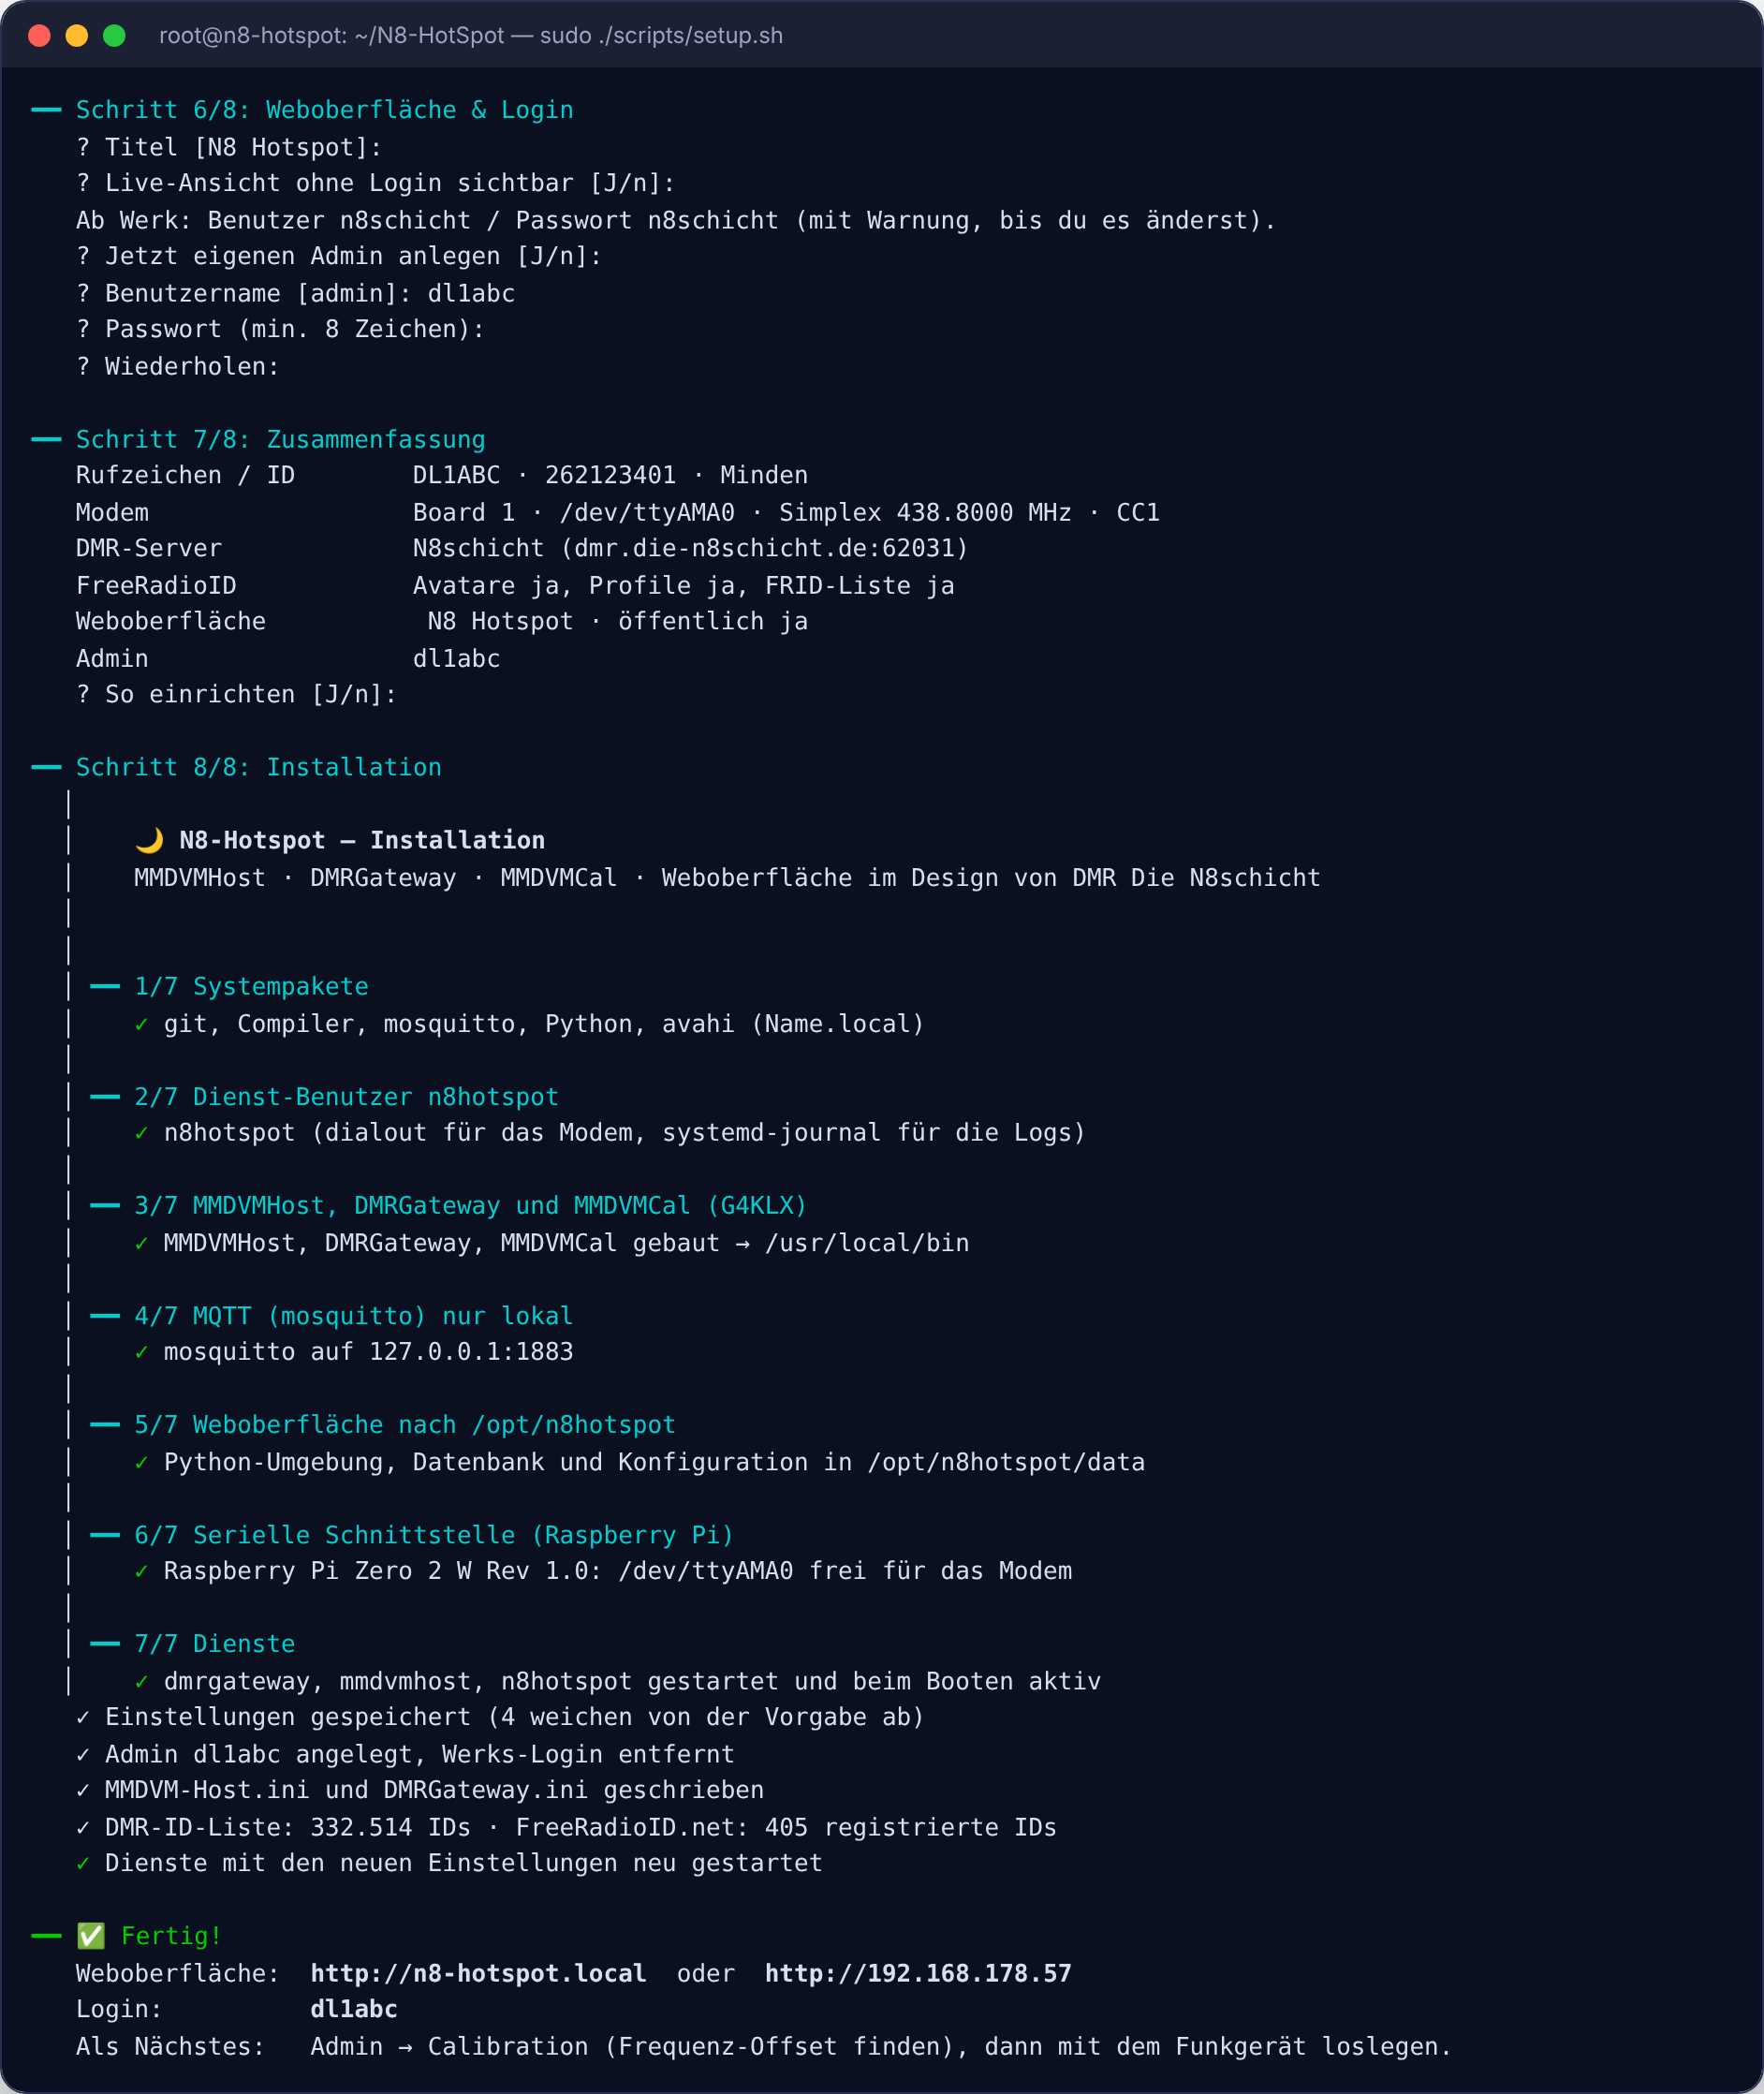 root@n8-hotspot: ~/N8-HotSpot — sudo ./scripts/setup.sh
━━ Schritt 6/8: Weboberfläche & Login
? Titel [N8 Hotspot]:
? Live-Ansicht ohne Login sichtbar [J/n]:
Ab Werk: Benutzer n8schicht / Passwort n8schicht (mit Warnung, bis du es änderst).
? Jetzt eigenen Admin anlegen [J/n]:
? Benutzername [admin]: dl1abc
? Passwort (min. 8 Zeichen):
? Wiederholen:
━━ Schritt 7/8: Zusammenfassung
Rufzeichen / ID        DL1ABC · 262123401 · Minden
Modem                  Board 1 · /dev/ttyAMA0 · Simplex 438.8000 MHz · CC1
DMR-Server             N8schicht (dmr.die-n8schicht.de:62031)
FreeRadioID            Avatare ja, Profile ja, FRID-Liste ja
Weboberfläche           N8 Hotspot · öffentlich ja
Admin                  dl1abc
? So einrichten [J/n]:
━━ Schritt 8/8: Installation
│
│    🌙 N8-Hotspot — Installation
│    MMDVMHost · DMRGateway · MMDVMCal · Weboberfläche im Design von DMR Die N8schicht
│
│
│ ━━ 1/7 Systempakete
│    ✓ git, Compiler, mosquitto, Python, avahi (Name.local)
│
│ ━━ 2/7 Dienst-Benutzer n8hotspot
│    ✓ n8hotspot (dialout für das Modem, systemd-journal für die Logs)
│
│ ━━ 3/7 MMDVMHost, DMRGateway und MMDVMCal (G4KLX)
│    ✓ MMDVMHost, DMRGateway, MMDVMCal gebaut → /usr/local/bin
│
│ ━━ 4/7 MQTT (mosquitto) nur lokal
│    ✓ mosquitto auf 127.0.0.1:1883
│
│ ━━ 5/7 Weboberfläche nach /opt/n8hotspot
│    ✓ Python-Umgebung, Datenbank und Konfiguration in /opt/n8hotspot/data
│
│ ━━ 6/7 Serielle Schnittstelle (Raspberry Pi)
│    ✓ Raspberry Pi Zero 2 W Rev 1.0: /dev/ttyAMA0 frei für das Modem
│
│ ━━ 7/7 Dienste
│    ✓ dmrgateway, mmdvmhost, n8hotspot gestartet und beim Booten aktiv
✓ Einstellungen gespeichert (4 weichen von der Vorgabe ab)
✓ Admin dl1abc angelegt, Werks-Login entfernt
✓ MMDVM-Host.ini und DMRGateway.ini geschrieben
✓ DMR-ID-Liste: 332.514 IDs · FreeRadioID.net: 405 registrierte IDs
✓ Dienste mit den neuen Einstellungen neu gestartet
━━ ✅ Fertig!
Weboberfläche:  http://n8-hotspot.local  oder  http://192.168.178.57
Login:          dl1abc
Als Nächstes:   Admin → Calibration (Frequenz-Offset finden), dann mit dem Funkgerät loslegen.